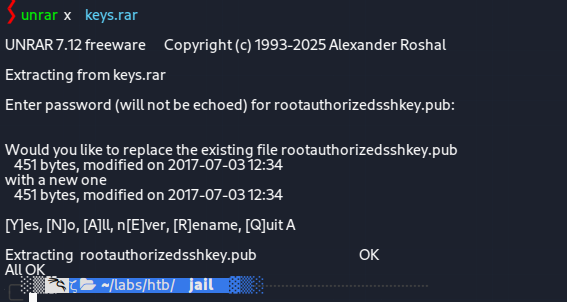 unrar x keys.rar
UNRAR 7.12 freeware Copyright (c) 1993-2025 Alexander Roshal
Extracting from keys.rar
Enter password (will not be echoed) for rootauthorizedsshkey.pub:
Would you like to replace the existing file rootauthorizedsshkey.pub
451 bytes, modified on 2017-07-03 12:34
with a new one
451 bytes, modified on 2017-07-03 12:34
[Y]es, [N]o, [A]ll, n[E]ver, [R]ename, [Q]uit A
Extracting rootauthorizedsshkey.pub OK
All OK
~/labs/htb/ jail